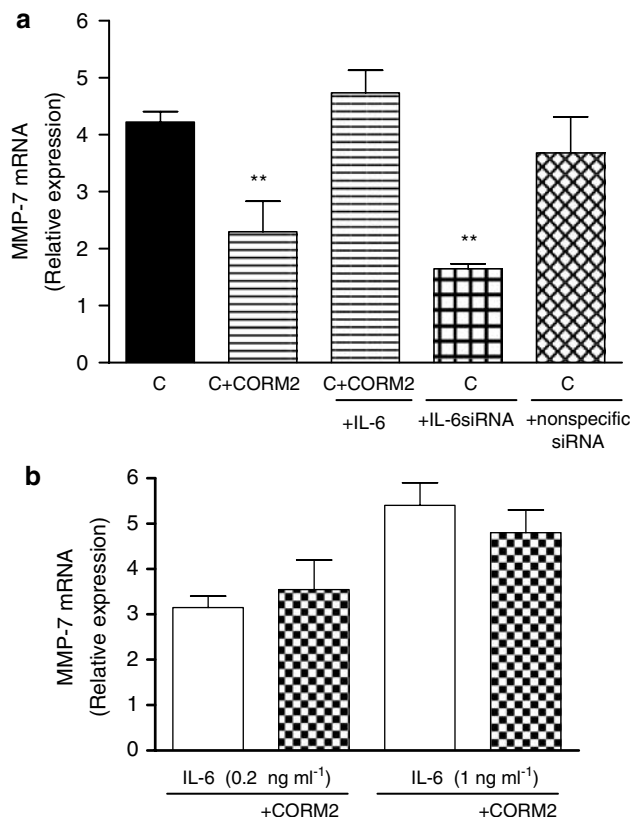 a
MMP-7 mRNA
(Relative expression)
6
5
4
3
2
1
0
**
**
C C+CORM2 C+CORM2 C C
+IL-6 +IL-6siRNA +nonspecific
siRNA
b
MMP-7 mRNA
(Relative expression)
6
5
4
3
2
1
0
IL-6 (0.2 ng ml⁻¹) IL-6 (1 ng ml⁻¹)
+CORM2 +CORM2